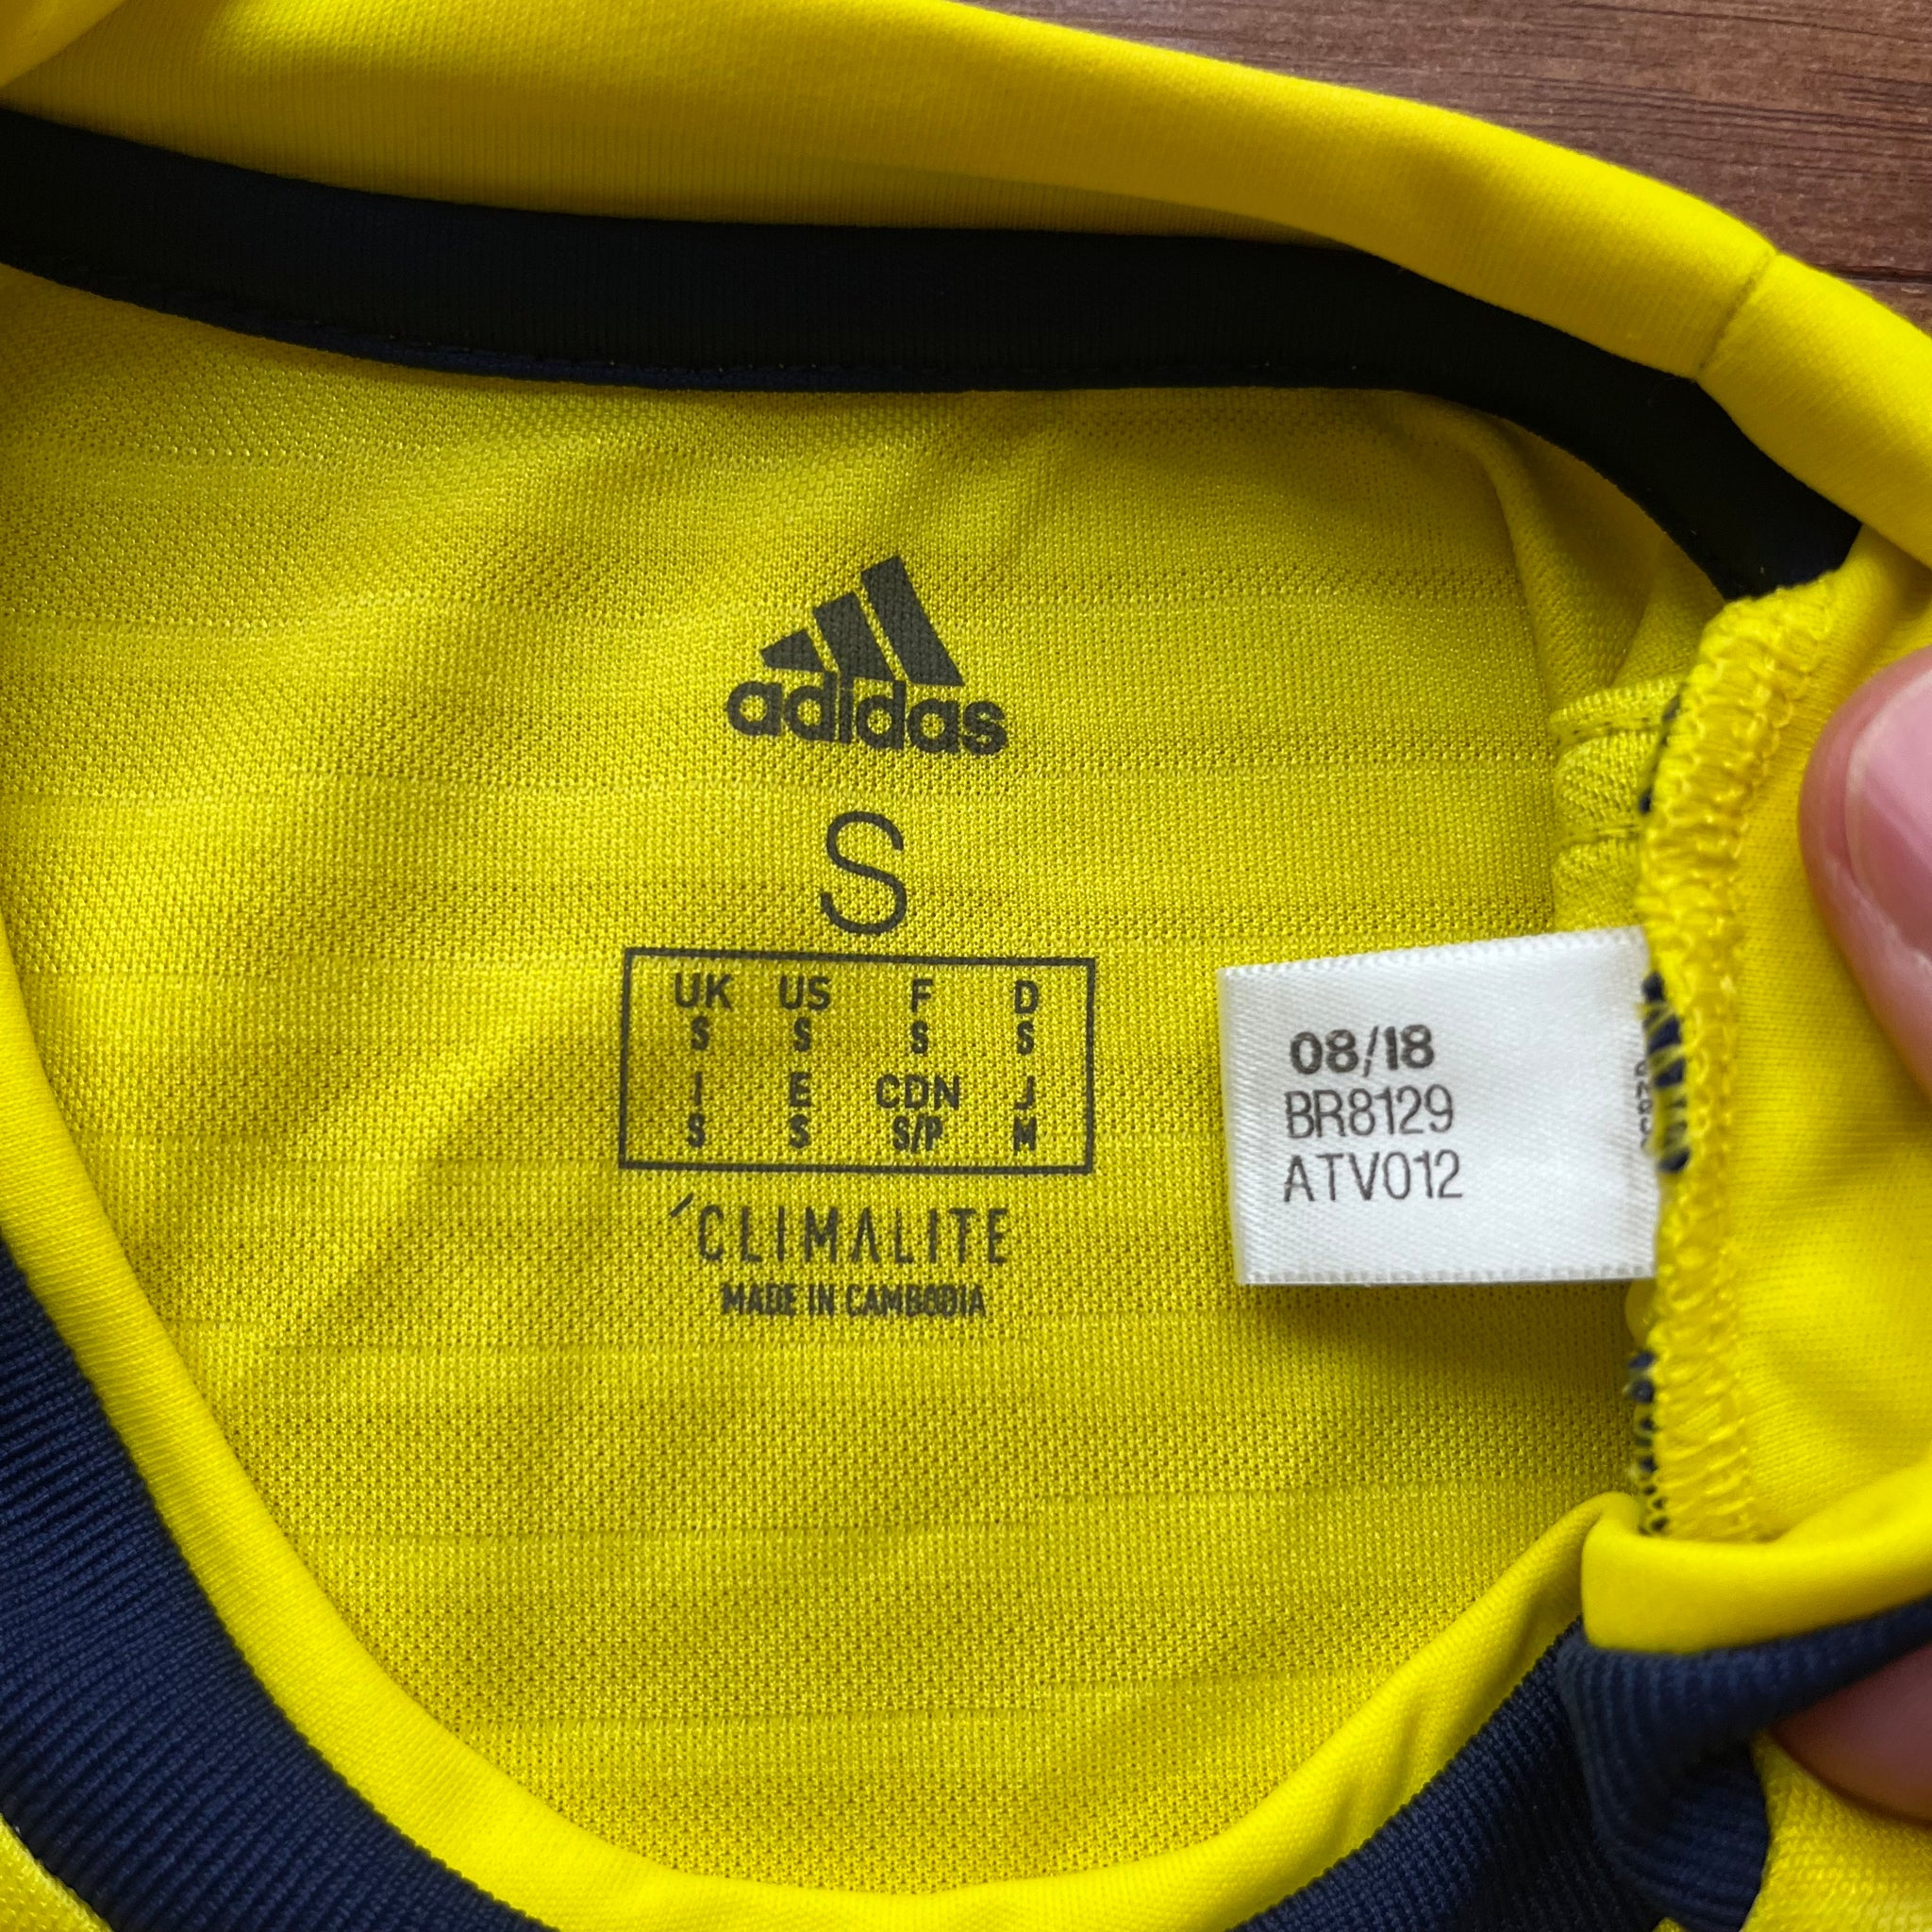 adidas
S
UK US F D
S S S S
I E CDN J
S S S/P M
´CLIMALITE
MADE IN CAMBODIA
08/18
BR8129
ATV012